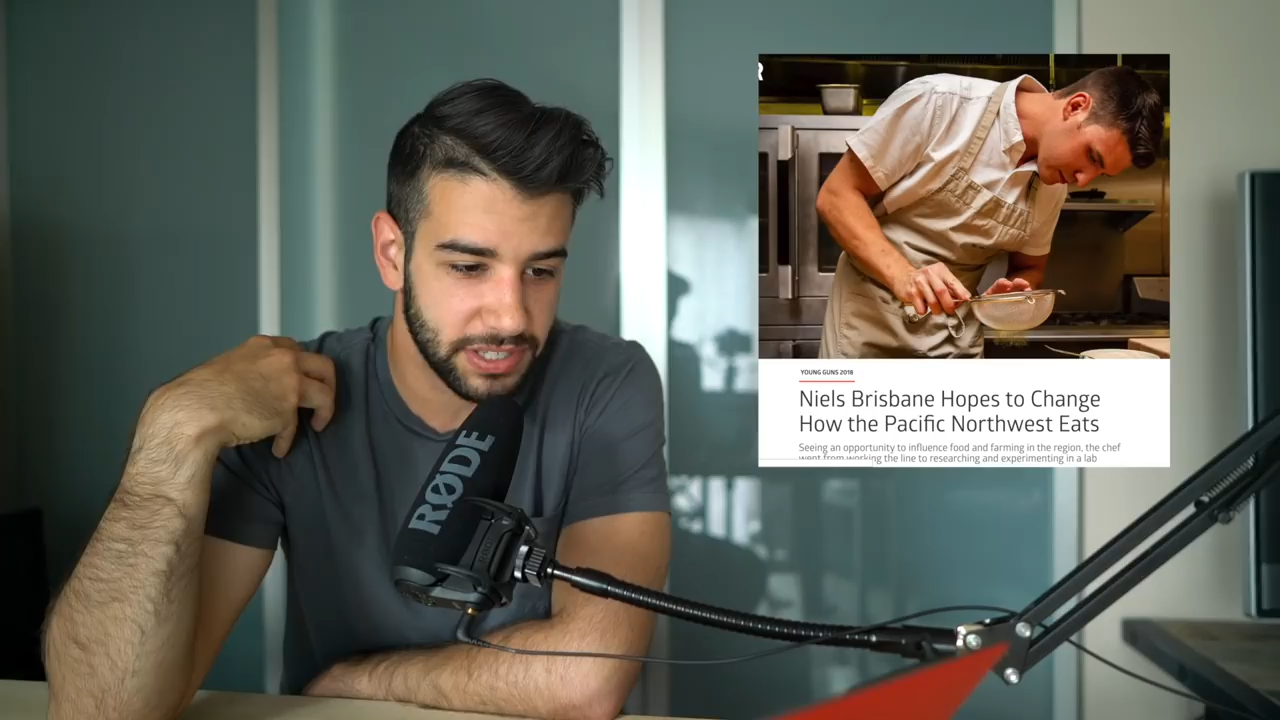 RØDE
R
YOUNG GUNS 2018
Niels Brisbane Hopes to Change
How the Pacific Northwest Eats
Seeing an opportunity to influence food and farming in the region, the chef
went from working the line to researching and experimenting in a lab